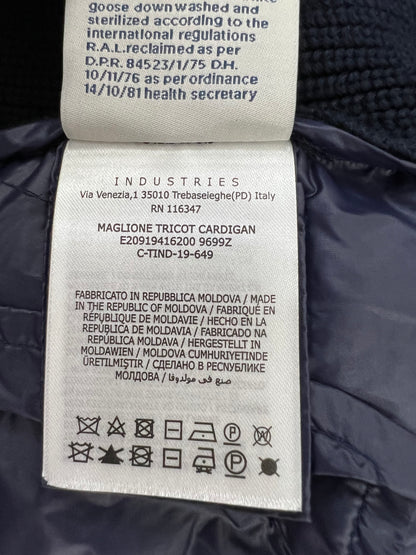 goose down washed and
sterilized according to the
international regulations
R.A.L.reclaimed as per
D.P.R. 84523/1/75 D.H.
10/11/76 as per ordinance
14/10/81 health secretary
INDUSTRIES
Via Venezia,1 35010 Trebaseleghe(PD) Italy
RN 116347
MAGLIONE TRICOT CARDIGAN
E20919416200 9699Z
C-TIND-19-649
FABBRICATO IN REPUBBLICA MOLDOVA / MADE
IN THE REPUBLIC OF MOLDOVA / FABRIQUÉ EN
RÉPUBLIQUE DE MOLDAVIE / HECHO EN LA
REPÚBLICA DE MOLDAVIA / FABRICADO NA
REPÚBLICA MOLDOVA / HERGESTELLT IN
MOLDAWIEN / MOLDOVA CUMHURIYETINDE
ÜRETILMIŞTIR / СДЕЛАНО В РЕСПУБЛИКЕ
МОЛДОВА / صنع في مولدوفا
P W
P